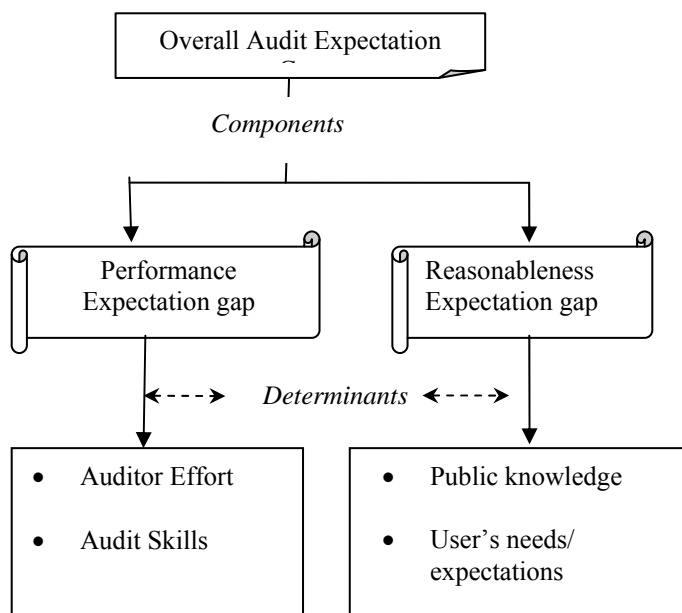 Overall Audit Expectation
Components
Performance
Expectation gap
Reasonableness
Expectation gap
Determinants
• Auditor Effort
• Audit Skills
• Public knowledge
• User’s needs/
expectations